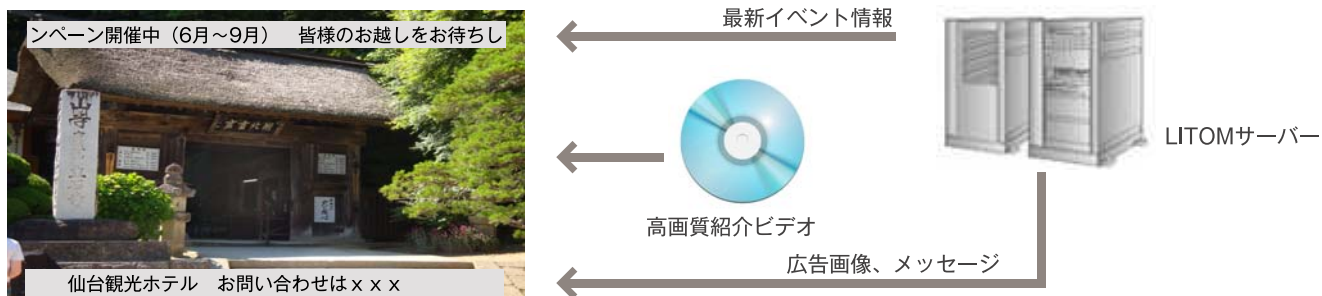 ンペーン開催中（6月～9月）　皆様のお越しをお待ちし
最新イベント情報
LITOMサーバー
高画質紹介ビデオ
広告画像、メッセージ
仙台観光ホテル　お問い合わせはｘｘｘ